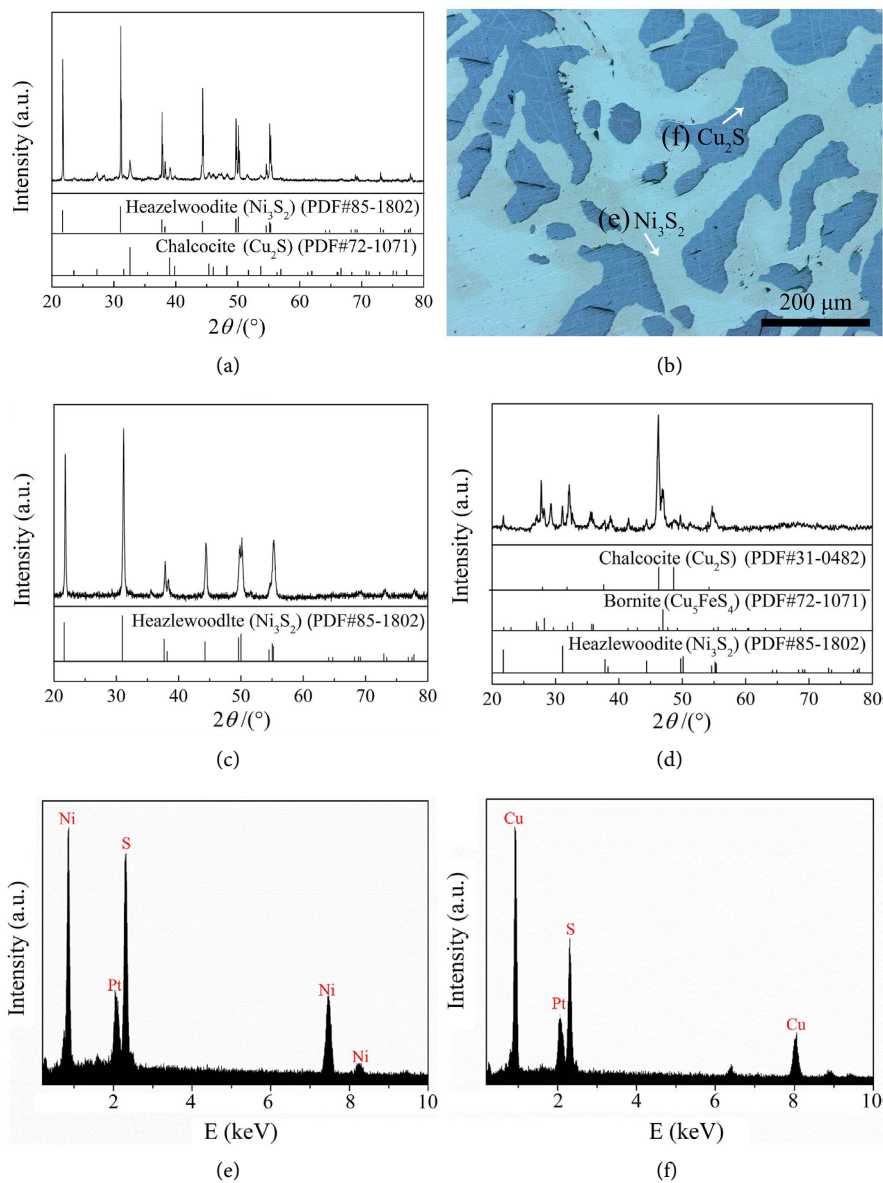 Intensity (a.u.)
Heazelwoodite (Ni₃S₂) (PDF#85-1802)
Chalcocite (Cu₂S) (PDF#72-1071)
20 30 40 50 60 70 80
2θ/(°)
(a)
(f) Cu₂S
(e) Ni₃S₂
200 μm
(b)
Intensity (a.u.)
Heazlewoodlte (Ni₃S₂) (PDF#85-1802)
20 30 40 50 60 70 80
2θ/(°)
(c)
Intensity (a.u.)
Chalcocite (Cu₂S) (PDF#31-0482)
Bornite (Cu₅FeS₄) (PDF#72-1071)
Heazlewoodite (Ni₃S₂) (PDF#85-1802)
20 30 40 50 60 70 80
2θ/(°)
(d)
Intensity (a.u.)
Ni
S
Pt
Ni
Ni
2 4 6 8 10
E (keV)
(e)
Intensity (a.u.)
Cu
S
Pt
Cu
2 4 6 8 10
E (keV)
(f)